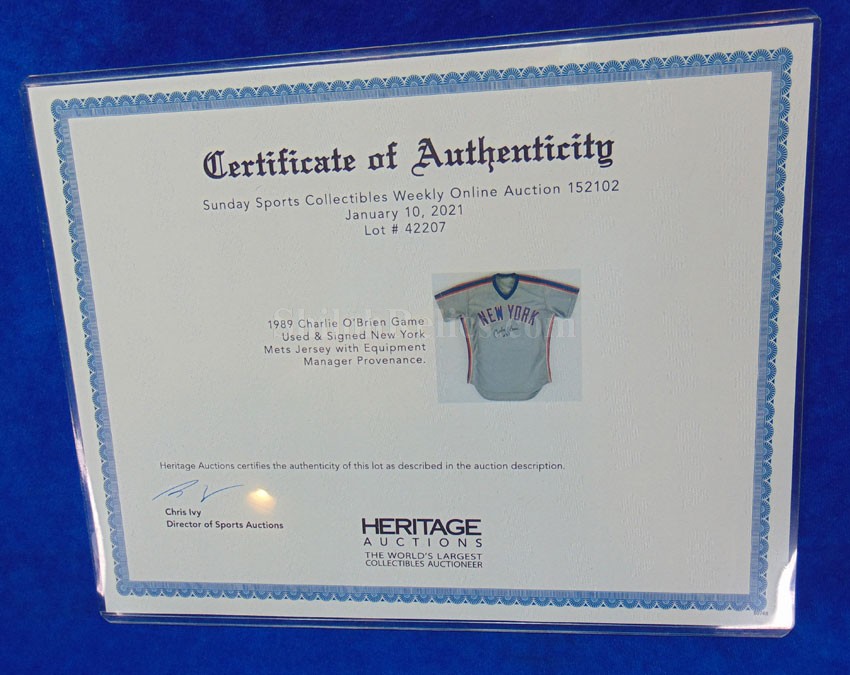 Certificate of Authenticity
Sunday Sports Collectibles Weekly Online Auction 152102
January 10, 2021
Lot # 42207
1989 Charlie O'Brien Game
Used & Signed New York
Mets Jersey with Equipment
Manager Provenance.
NEW YORK
Heritage Auctions certifies the authenticity of this lot as described in the auction description.
Chris Ivy
Director of Sports Auctions
HERITAGE
AUCTIONS
THE WORLD'S LARGEST
COLLECTIBLES AUCTIONEER